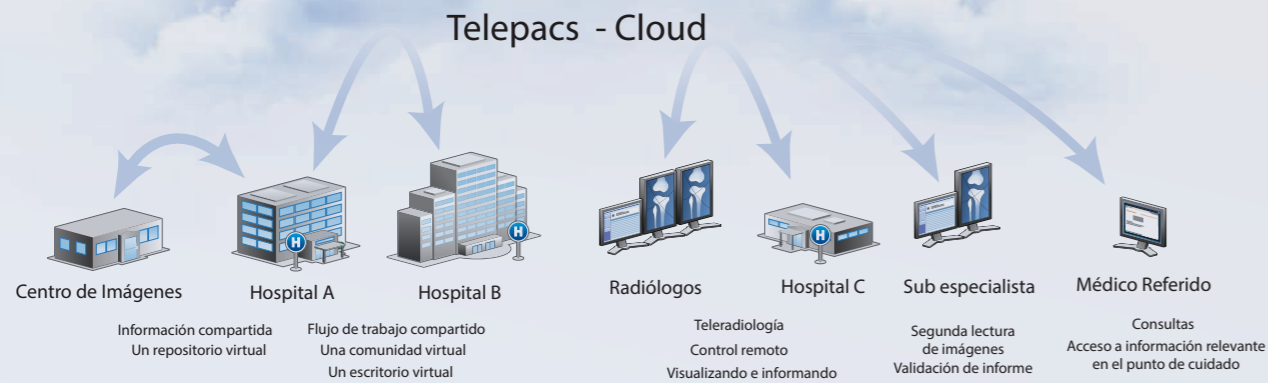 Telepacs - Cloud
Centro de Imágenes
Hospital A
Hospital B
Radiólogos
Hospital C
Sub especialista
Médico Referido
Información compartida
Un repositorio virtual
Flujo de trabajo compartido
Una comunidad virtual
Un escritorio virtual
Teleradiología
Control remoto
Visualizando e informando
Segunda lectura
de imágenes
Validación de informe
Consultas
Acceso a información relevante
en el punto de cuidado
H
H
H